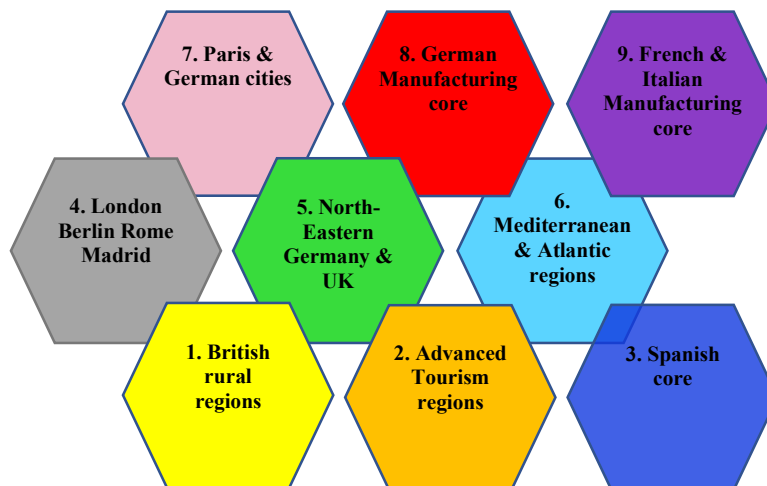 7. Paris &
German cities
8. German
Manufacturing
core
9. French &
Italian
Manufacturing
core
4. London
Berlin Rome
Madrid
5. North-
Eastern
Germany &
UK
6.
Mediterranean
& Atlantic
regions
1. British
rural
regions
2. Advanced
Tourism
regions
3. Spanish
core